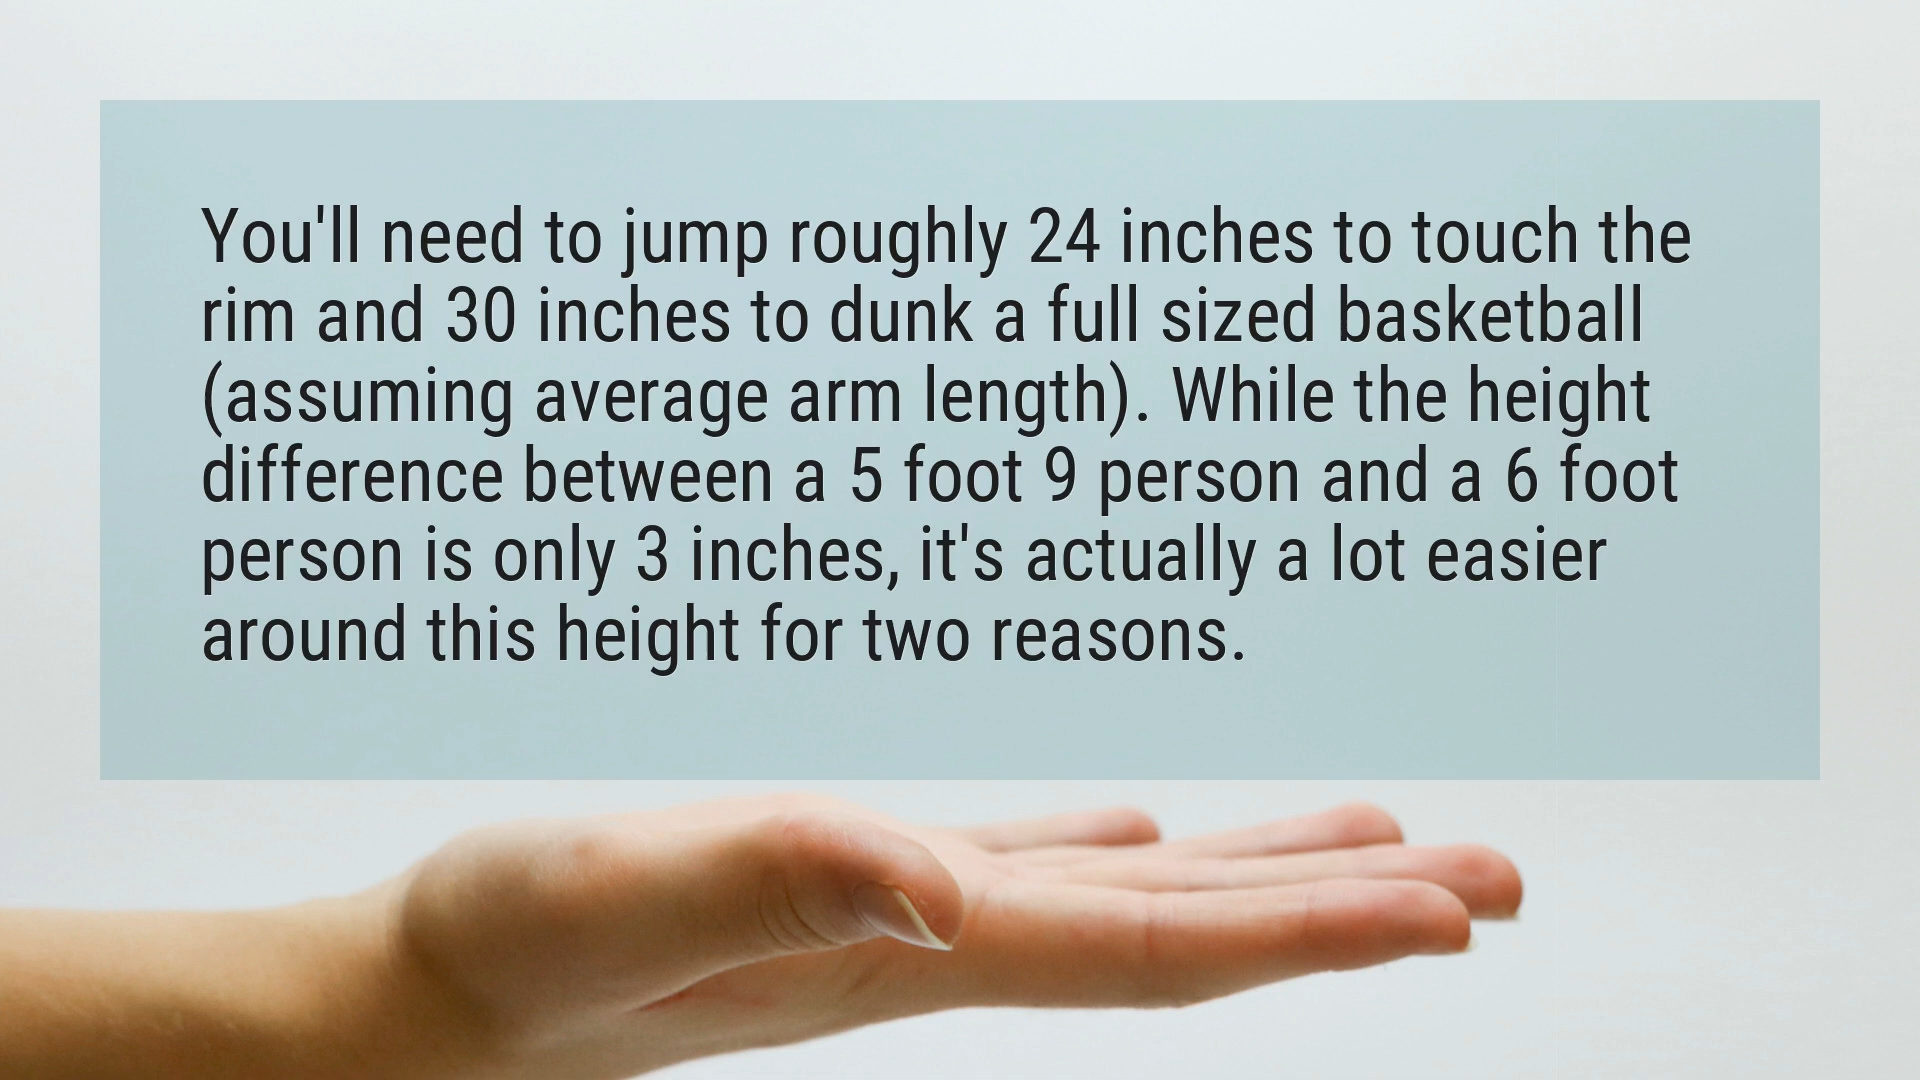 You'll need to jump roughly 24 inches to touch the
rim and 30 inches to dunk a full sized basketball
(assuming average arm length). While the height
difference between a 5 foot 9 person and a 6 foot
person is only 3 inches, it's actually a lot easier
around this height for two reasons.